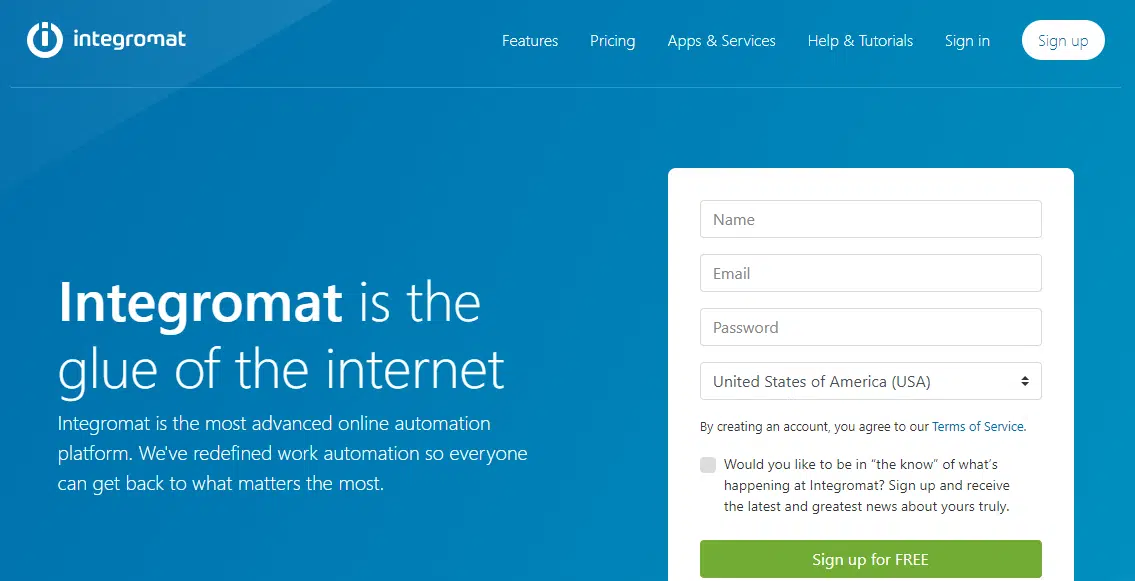 integromat
Features
Pricing
Apps & Services
Help & Tutorials
Sign in
Sign up
Integromat is the
glue of the internet
Integromat is the most advanced online automation
platform. We've redefined work automation so everyone
can get back to what matters the most.
Name
Email
Password
United States of America (USA)
By creating an account, you agree to our Terms of Service.
Would you like to be in “the know” of what’s
happening at Integromat? Sign up and receive
the latest and greatest news about yours truly.
Sign up for FREE